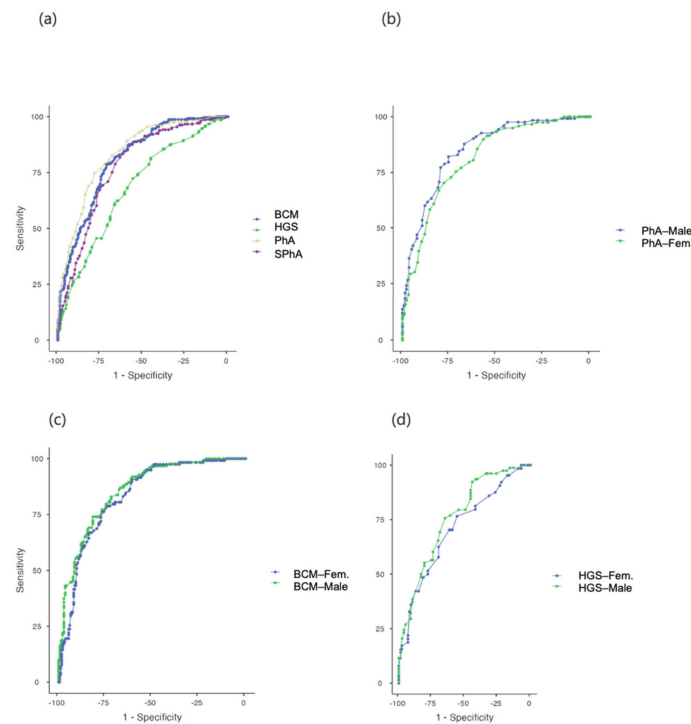 (a)
100
75
50
25
0
Sensitivity
-100 -75 -50 -25 0
1 - Specificity
BCM
HGS
PhA
SPhA
(b)
100
75
50
25
0
-100 -75 -50 -25 0
1 - Specificity
PhA–Male
PhA–Fem.
(c)
100
75
50
25
0
Sensitivity
-100 -75 -50 -25 0
1 - Specificity
BCM–Fem.
BCM–Male
(d)
100
75
50
25
0
-100 -75 -50 -25 0
1 - Specificity
HGS–Fem.
HGS–Male